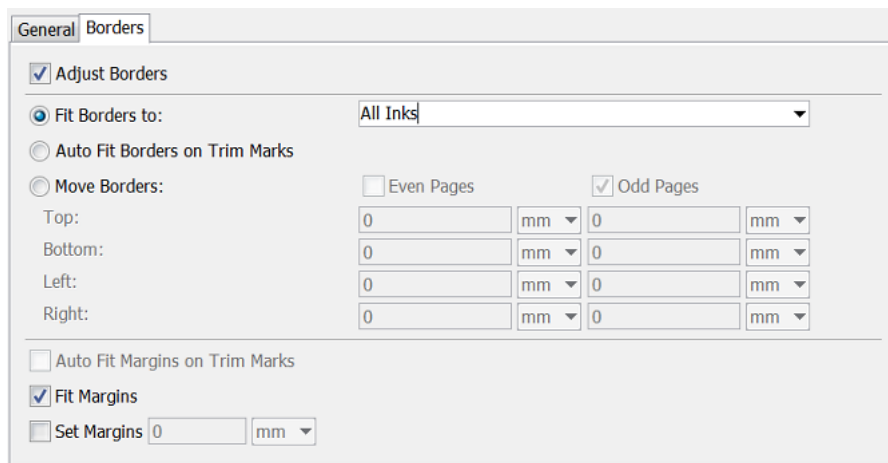 General Borders
Adjust Borders
Fit Borders to: All Inks
Auto Fit Borders on Trim Marks
Move Borders: Even Pages Odd Pages
Top: 0 mm 0 mm
Bottom: 0 mm 0 mm
Left: 0 mm 0 mm
Right: 0 mm 0 mm
Auto Fit Margins on Trim Marks
Fit Margins
Set Margins 0 mm